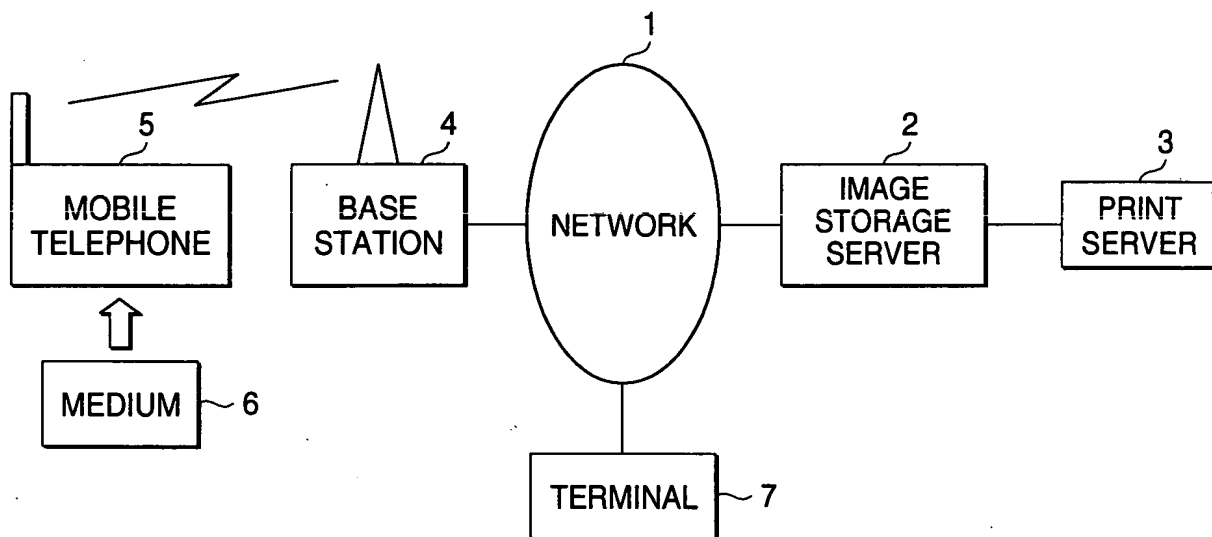 1
5
MOBILE
TELEPHONE
4
BASE
STATION
NETWORK
2
IMAGE
STORAGE
SERVER
3
PRINT
SERVER
MEDIUM
6
TERMINAL
7